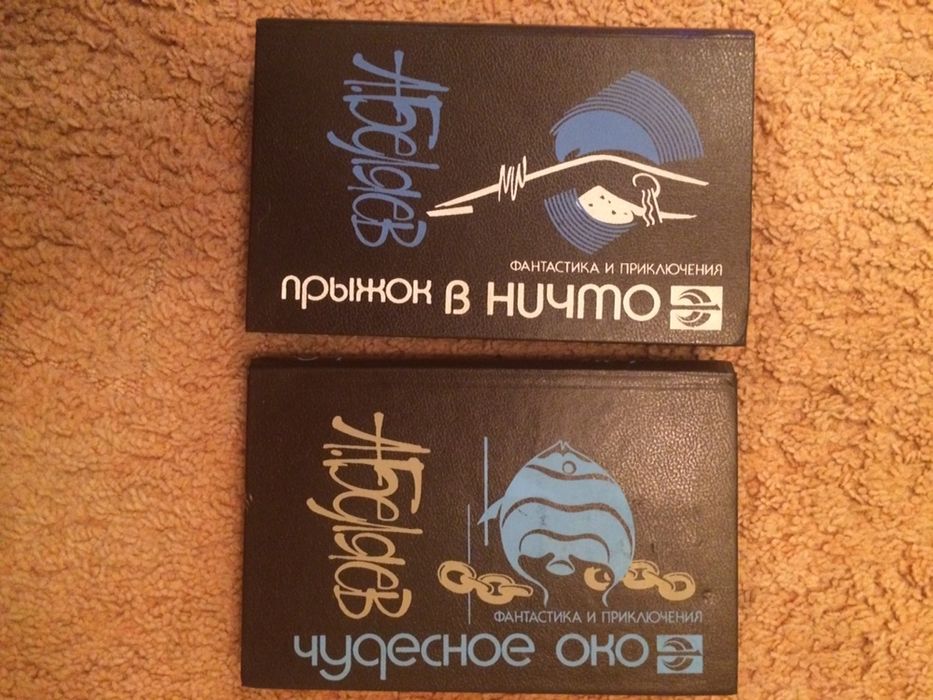 А.Беляев
ФАНТАСТИКА И ПРИКЛЮЧЕНИЯ
ПРЫЖОК В НИЧТО
А.Беляев
ФАНТАСТИКА И ПРИКЛЮЧЕНИЯ
ЧУДЕСНОЕ ОКО